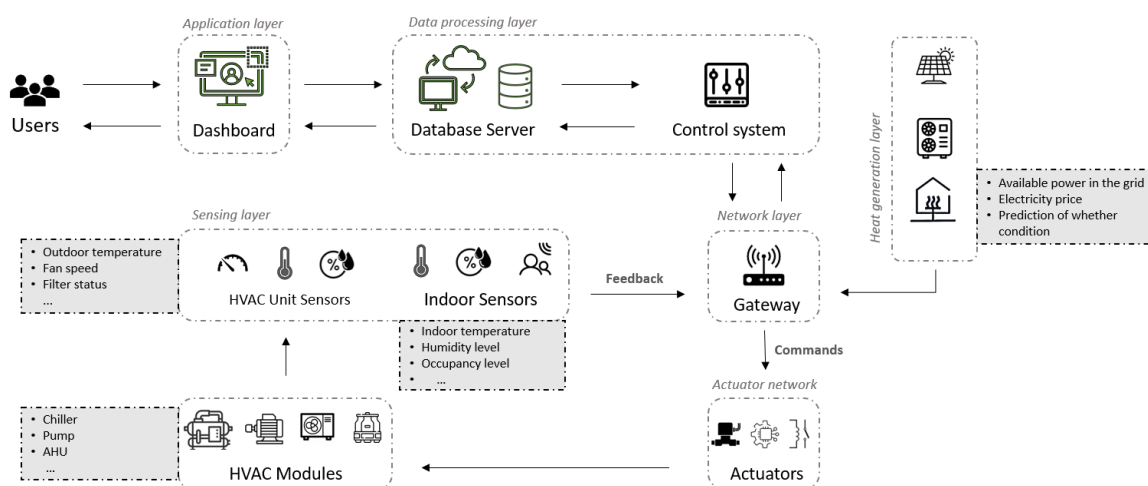 Application layer
Data processing layer
Users
Dashboard
Database Server
Control system
Heat generation layer
• Available power in the grid
• Electricity price
• Prediction of whether
condition
Sensing layer
Network layer
• Outdoor temperature
• Fan speed
• Filter status
...
HVAC Unit Sensors
Indoor Sensors
Feedback
Gateway
• Indoor temperature
• Humidity level
• Occupancy level
• ...
Commands
Actuator network
• Chiller
• Pump
• AHU
...
HVAC Modules
Actuators